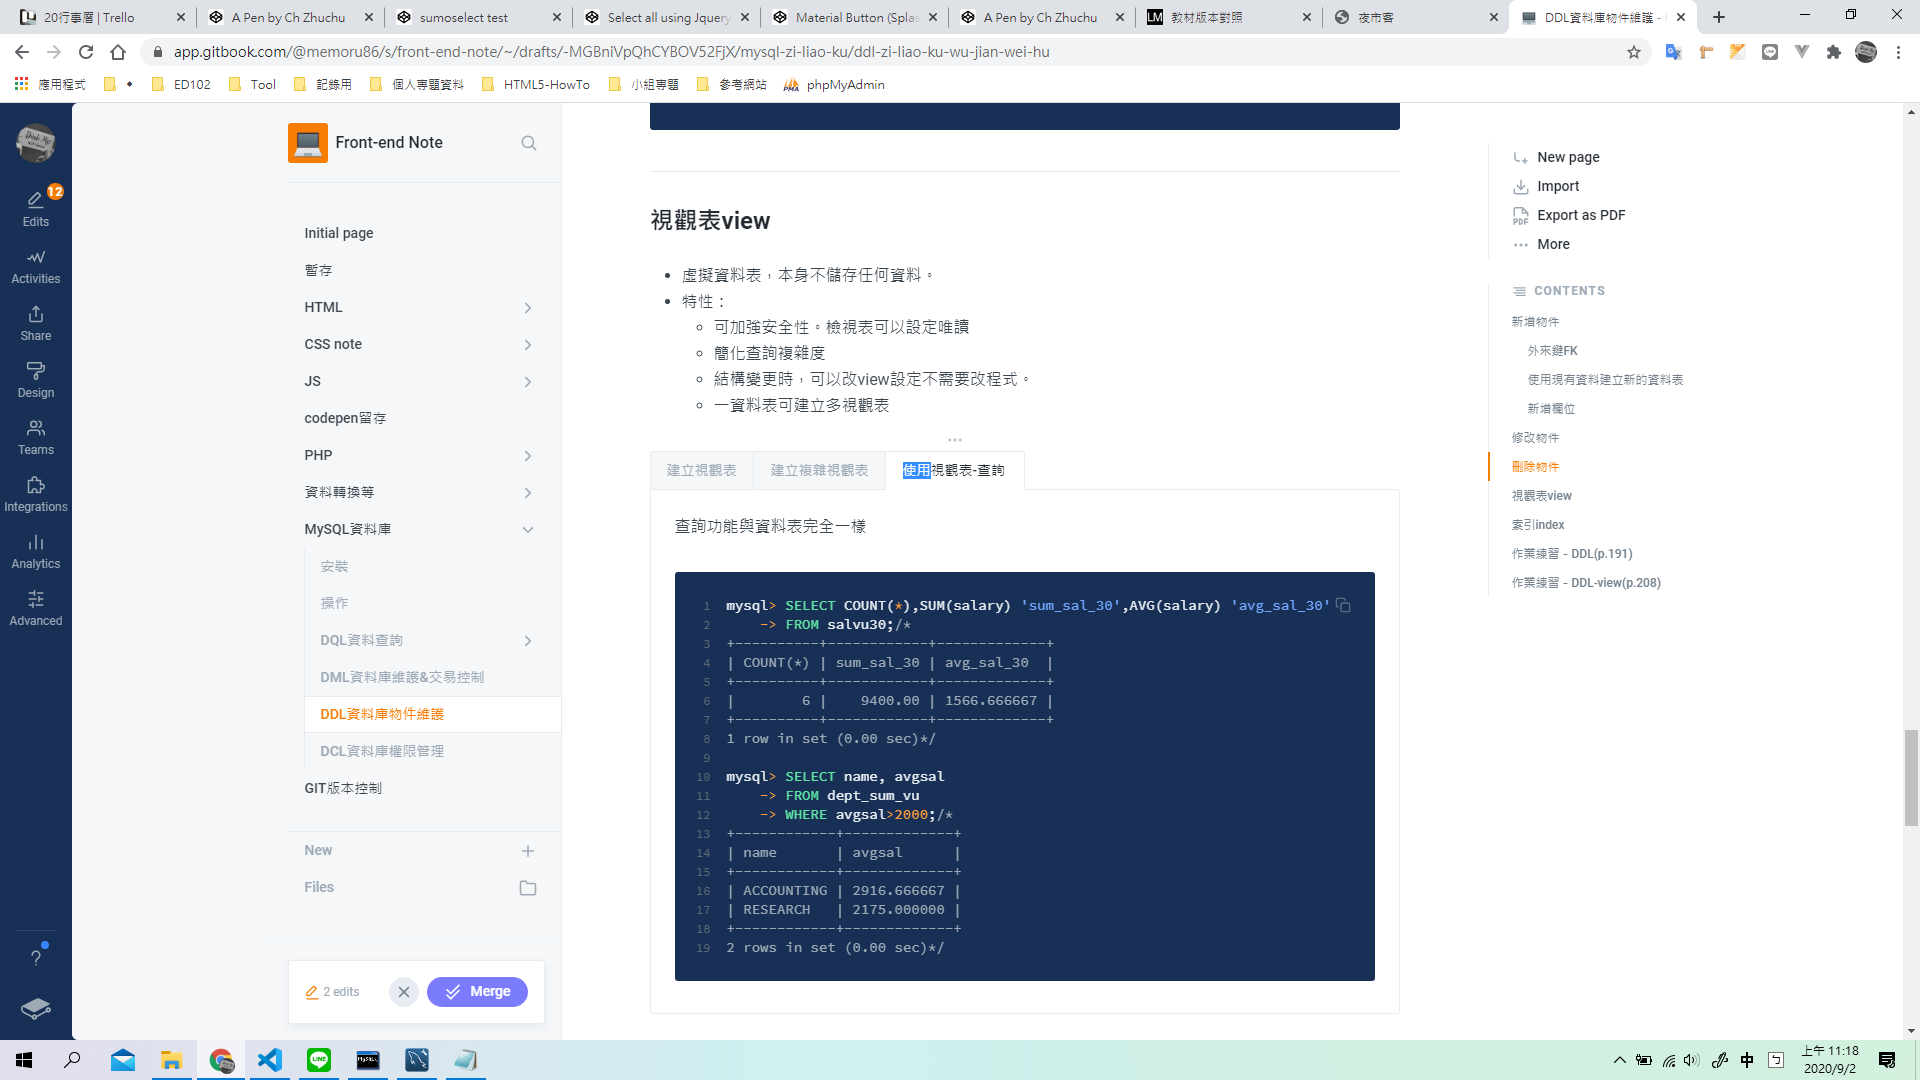 20行事曆 | Trello
A Pen by Ch Zhuchu
sumoselect test
Select all using Jquery
Material Button (Splas
A Pen by Ch Zhuchu
教材版本對照
夜市客
DDL資料庫物件維護 -
app.gitbook.com/@memoru86/s/front-end-note/~/drafts/-MGBniVpQhCYBOV52FjX/mysql-zi-liao-ku/ddl-zi-liao-ku-wu-jian-wei-hu
應用程式
ED102
Tool
記錄用
個人專題資料
HTML5-HowTo
小組專題
參考網站
phpMyAdmin
12
Edits
Activities
Share
Design
Teams
Integrations
Analytics
Advanced
?
Front-end Note
Initial page
暫存
HTML
CSS note
JS
codepen留存
PHP
資料轉換等
MySQL資料庫
安裝
操作
DQL資料查詢
DML資料庫維護&交易控制
DDL資料庫物件維護
DCL資料庫權限管理
GIT版本控制
New
Files
2 edits
Merge
視觀表view
虛擬資料表，本身不儲存任何資料。
特性：
可加強安全性。檢視表可以設定唯讀
簡化查詢複雜度
結構變更時，可以改view設定不需要改程式。
一資料表可建立多視觀表
建立視觀表
建立複雜視觀表
使用視觀表-查詢
查詢功能與資料表完全一樣
1 mysql> SELECT COUNT(*),SUM(salary) 'sum_sal_30',AVG(salary) 'avg_sal_30'
2     -> FROM salvu30;/*
3 +----------+------------+-------------+
4 | COUNT(*) | sum_sal_30 | avg_sal_30  |
5 +----------+------------+-------------+
6 |        6 |    9400.00 | 1566.666667 |
7 +----------+------------+-------------+
8 1 row in set (0.00 sec)*/
9
10 mysql> SELECT name, avgsal
11     -> FROM dept_sum_vu
12     -> WHERE avgsal>2000;/*
13 +------------+-------------+
14 | name       | avgsal      |
15 +------------+-------------+
16 | ACCOUNTING | 2916.666667 |
17 | RESEARCH   | 2175.000000 |
18 +------------+-------------+
19 2 rows in set (0.00 sec)*/
New page
Import
Export as PDF
More
CONTENTS
新增物件
外來鍵FK
使用現有資料建立新的資料表
新增欄位
修改物件
刪除物件
視觀表view
索引index
作業練習 - DDL(p.191)
作業練習 - DDL-view(p.208)
中
上午 11:18
2020/9/2